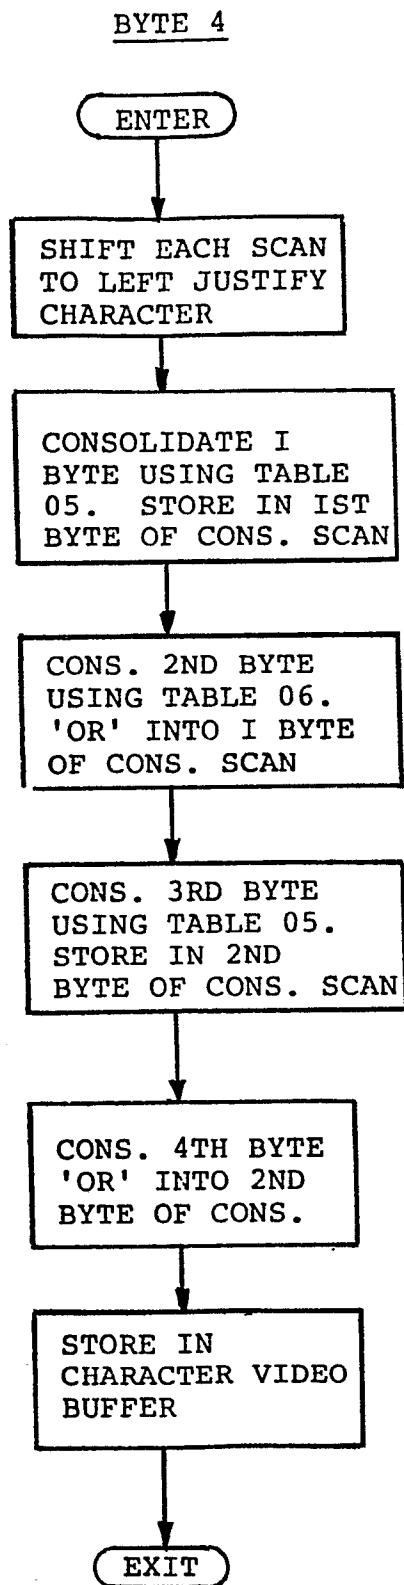 BYTE 4
ENTER
SHIFT EACH SCAN
TO LEFT JUSTIFY
CHARACTER
CONSOLIDATE I
BYTE USING TABLE
05. STORE IN IST
BYTE OF CONS. SCAN
CONS. 2ND BYTE
USING TABLE 06.
'OR' INTO I BYTE
OF CONS. SCAN
CONS. 3RD BYTE
USING TABLE 05.
STORE IN 2ND
BYTE OF CONS. SCAN
CONS. 4TH BYTE
'OR' INTO 2ND
BYTE OF CONS.
STORE IN
CHARACTER VIDEO
BUFFER
EXIT